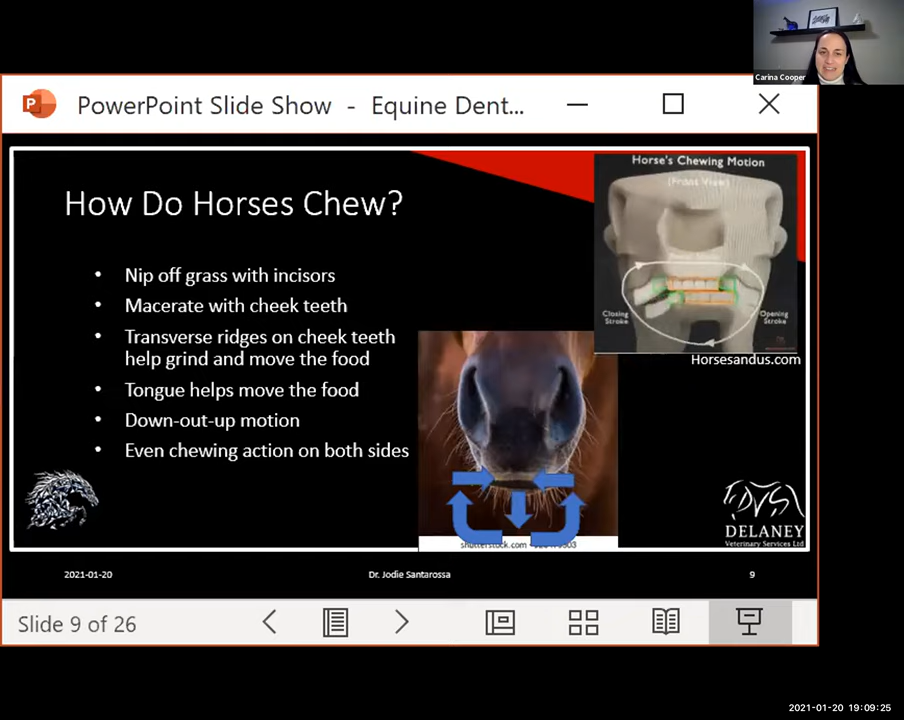 Carina Cooper
PowerPoint Slide Show - Equine Dent...
How Do Horses Chew?
• Nip off grass with incisors
• Macerate with cheek teeth
• Transverse ridges on cheek teeth
help grind and move the food
• Tongue helps move the food
• Down-out-up motion
• Even chewing action on both sides
Horse's Chewing Motion
(Front View)
Closing
Stroke
Opening
Stroke
Horsesandus.com
shutterstock.com
DVS
DELANEY
Veterinary Services Ltd
2021-01-20
Dr. Jodie Santarossa
9
Slide 9 of 26
2021-01-20 19:09:25